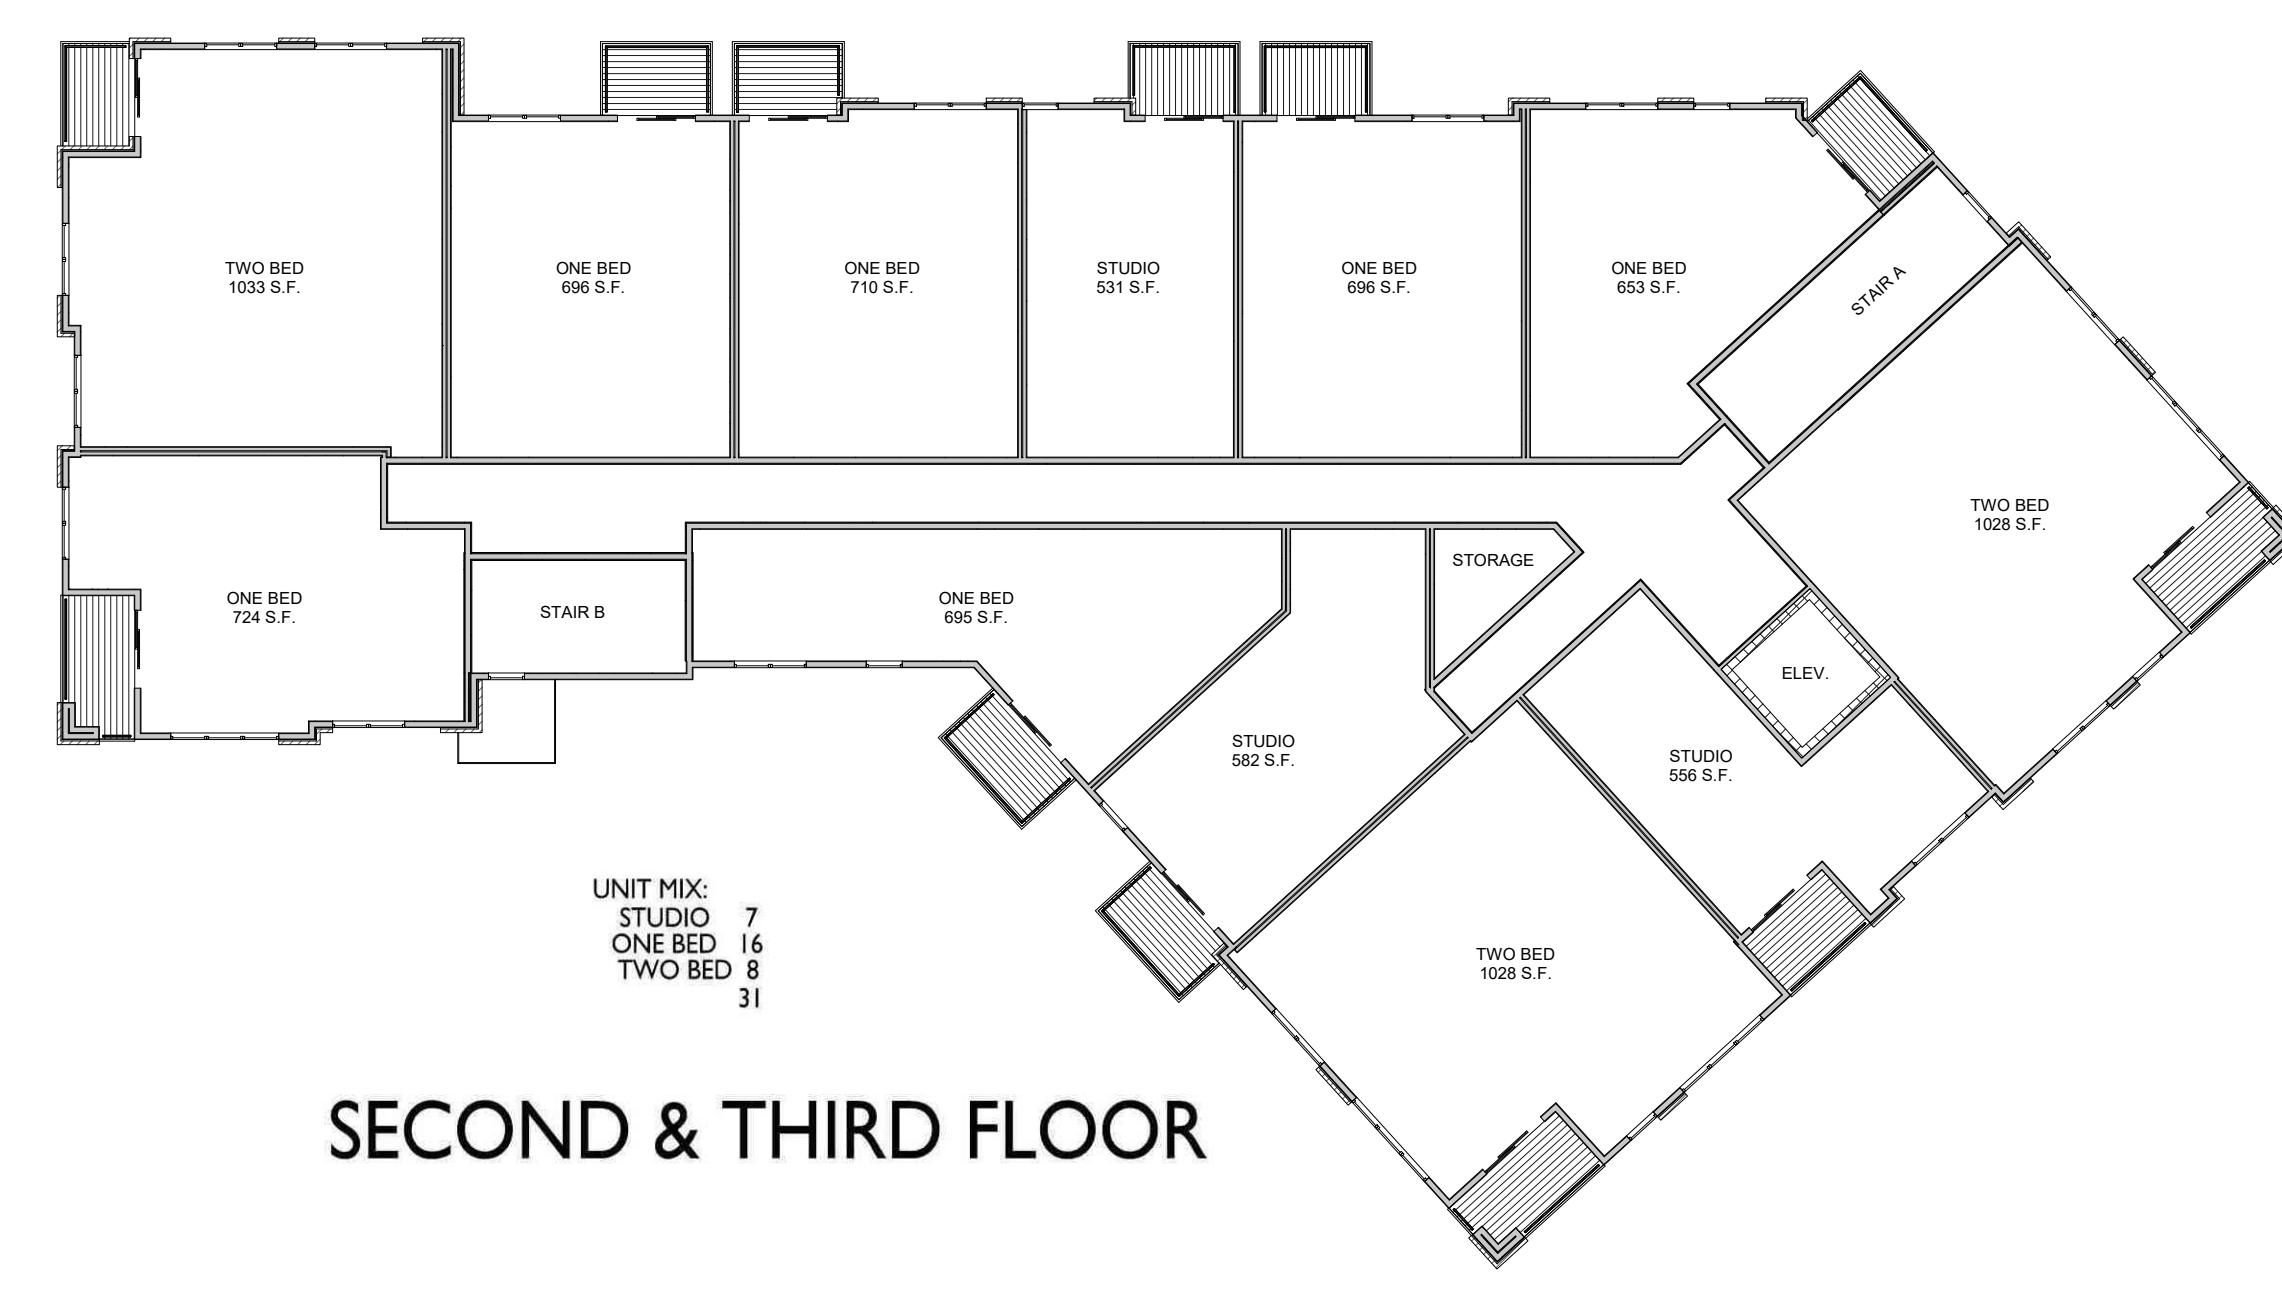 TWO BED
1033 S.F.
ONE BED
696 S.F.
ONE BED
710 S.F.
STUDIO
531 S.F.
ONE BED
696 S.F.
ONE BED
653 S.F.
STAIR A
TWO BED
1028 S.F.
ONE BED
724 S.F.
STAIR B
ONE BED
695 S.F.
STORAGE
ELEV.
STUDIO
582 S.F.
STUDIO
556 S.F.
TWO BED
1028 S.F.
UNIT MIX:
STUDIO 7
ONE BED 16
TWO BED 8
31
SECOND & THIRD FLOOR